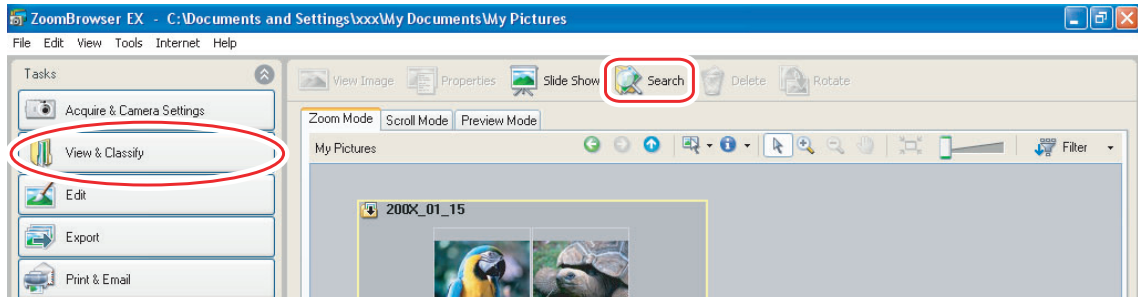 ZoomBrowser EX - C:\Documents and Settings\xxx\My Documents\My Pictures
File Edit View Tools Internet Help
Tasks
View Image Properties Slide Show Search Delete Rotate
Acquire & Camera Settings
Zoom Mode Scroll Mode Preview Mode
View & Classify
My Pictures Filter
Edit
200X_01_15
Export
Print & Email